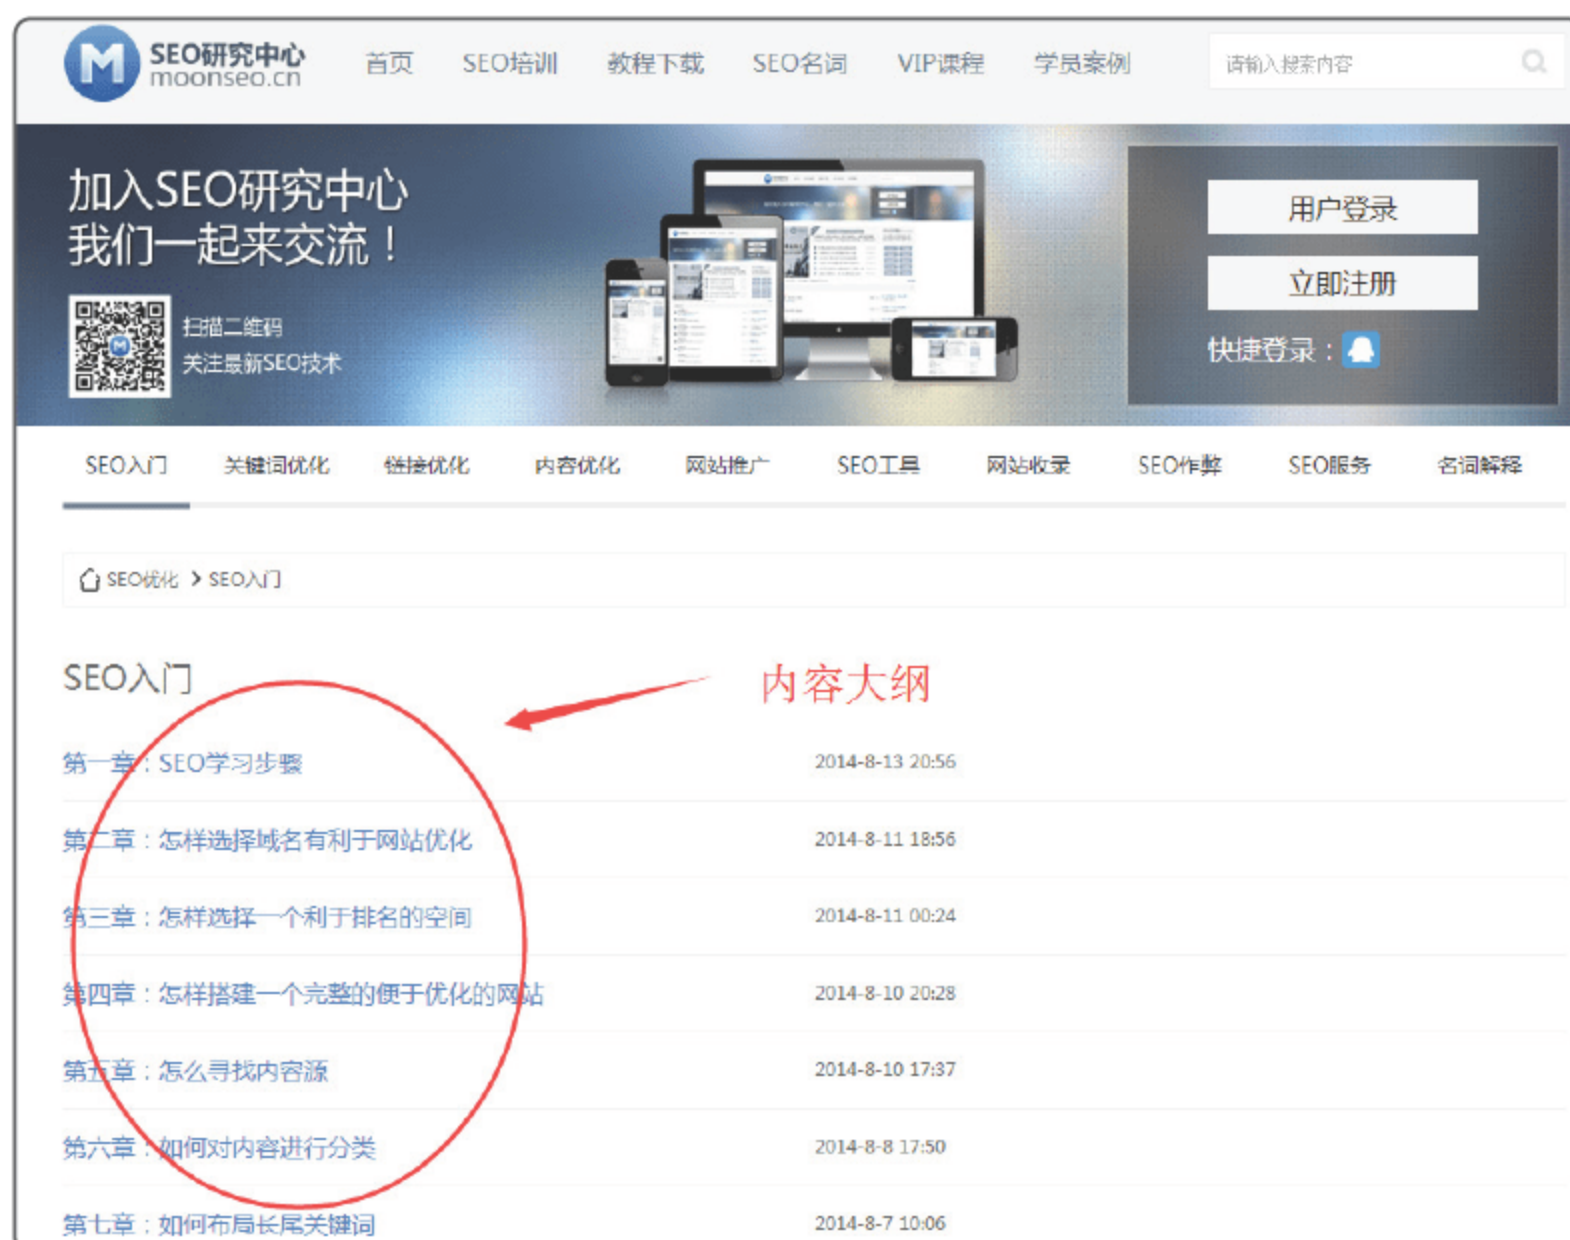 SEO研究中心
moonseo.cn
首页 SEO培训 教程下载 SEO名词 VIP课程 学员案例 请输入搜索内容
加入SEO研究中心
我们一起来交流！
扫描二维码
关注最新SEO技术
用户登录
立即注册
快捷登录：
SEO入门 关键词优化 链接优化 内容优化 网站推广 SEO工具 网站收录 SEO作弊 SEO服务 名词解释
SEO优化 > SEO入门
SEO入门
内容大纲
第一章：SEO学习步骤 2014-8-13 20:56
第二章：怎样选择域名有利于网站优化 2014-8-11 18:56
第三章：怎样选择一个利于排名的空间 2014-8-11 00:24
第四章：怎样搭建一个完整的便于优化的网站 2014-8-10 20:28
第五章：怎么寻找内容源 2014-8-10 17:37
第六章：如何对内容进行分类 2014-8-8 17:50
第七章：如何布局长尾关键词 2014-8-7 10:06